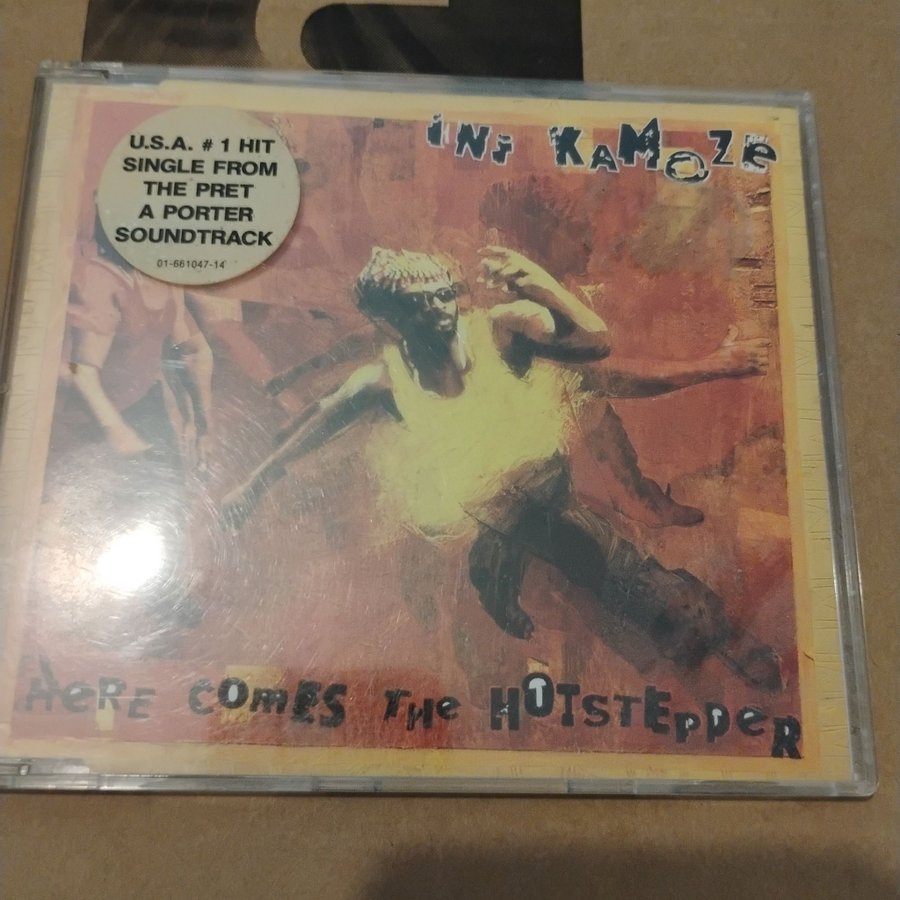 U.S.A. # 1 HIT
SINGLE FROM
THE PRET
A PORTER
SOUNDTRACK
01-661047-14
INI KAMOZE
HERE COMES THE HOTSTEPPER